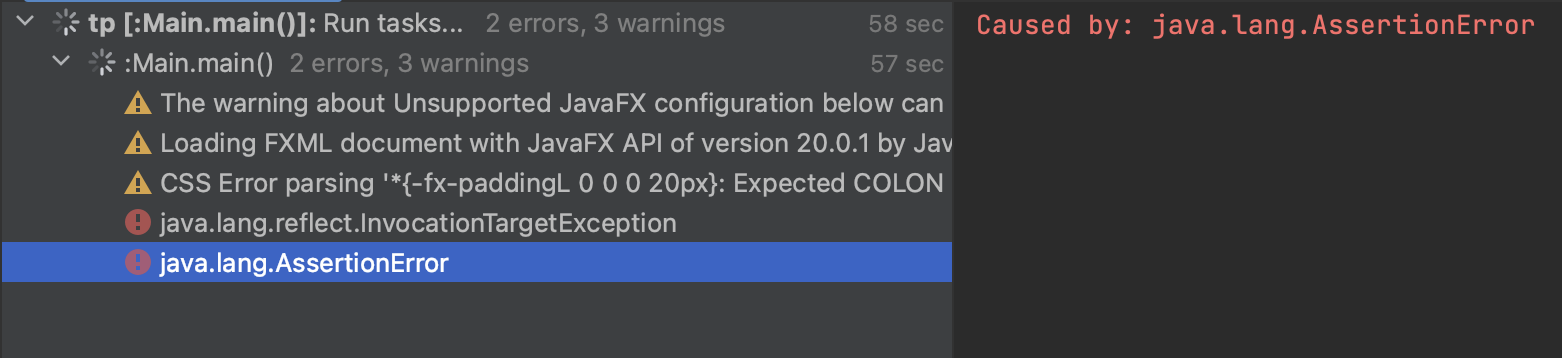 tp [:Main.main()]: Run tasks... 2 errors, 3 warnings 58 sec
:Main.main() 2 errors, 3 warnings 57 sec
The warning about Unsupported JavaFX configuration below can
Loading FXML document with JavaFX API of version 20.0.1 by Jav
CSS Error parsing '*{-fx-paddingL 0 0 0 20px}: Expected COLON
java.lang.reflect.InvocationTargetException
java.lang.AssertionError
Caused by: java.lang.AssertionError